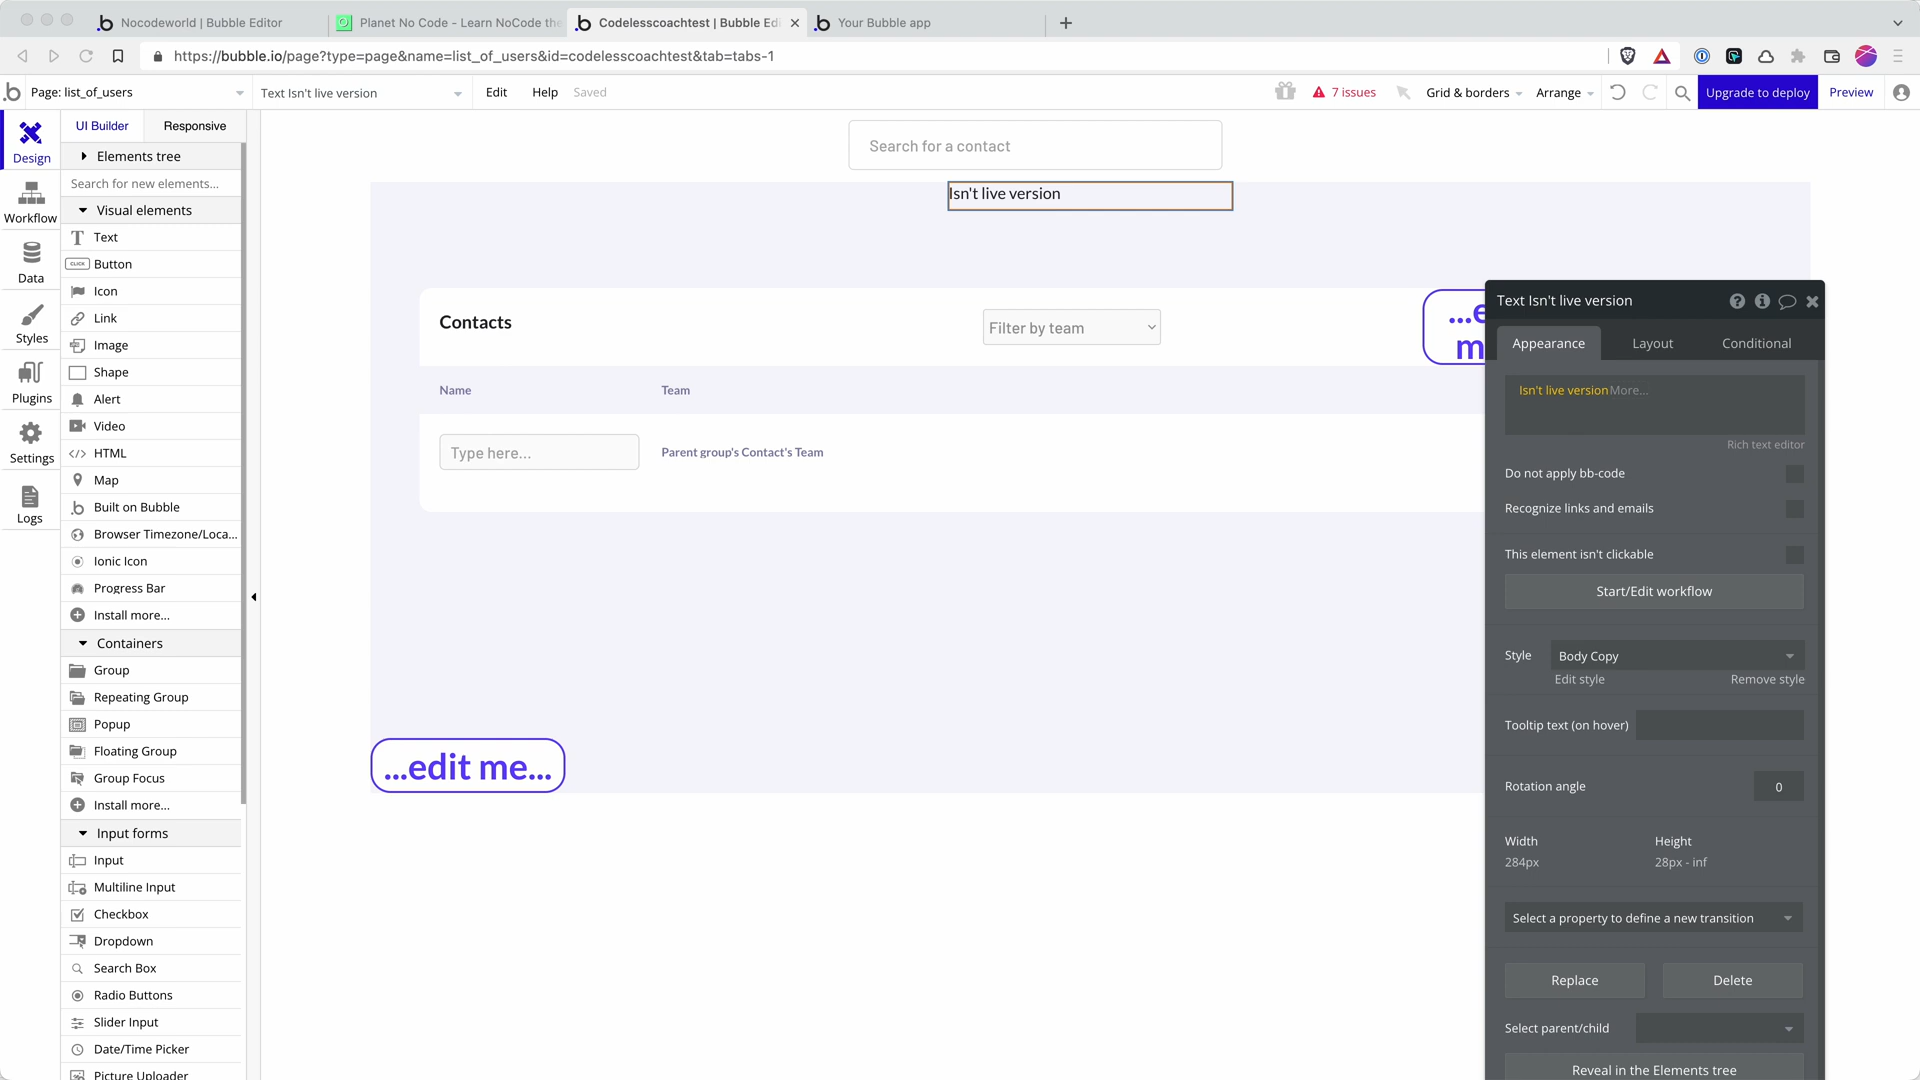 Nocodeworld | Bubble Editor
Planet No Code - Learn NoCode the
Codelesscoachtest | Bubble Edi
Your Bubble app
https://bubble.io/page?type=page&name=list_of_users&id=codelesscoachtest&tab=tabs-1
Page: list_of_users
Text Isn't live version
Edit
Help
Saved
7 issues
Grid & borders
Arrange
Upgrade to deploy
Preview
Design
Workflow
Data
Styles
Plugins
Settings
Logs
UI Builder
Responsive
Elements tree
Search for new elements...
Visual elements
Text
CLICK
Button
Icon
Link
Image
Shape
Alert
Video
HTML
Map
Built on Bubble
Browser Timezone/Loca...
Ionic Icon
Progress Bar
Install more...
Containers
Group
Repeating Group
Popup
Floating Group
Group Focus
Install more...
Input forms
Input
Multiline Input
Checkbox
Dropdown
Search Box
Radio Buttons
Slider Input
Date/Time Picker
Picture Uploader
Search for a contact
Isn't live version
Contacts
Filter by team
...e
m
Name
Team
Type here...
Parent group's Contact's Team
...edit me...
Text Isn't live version
Appearance
Layout
Conditional
Isn't live versionMore...
Rich text editor
Do not apply bb-code
Recognize links and emails
This element isn't clickable
Start/Edit workflow
Style
Body Copy
Edit style
Remove style
Tooltip text (on hover)
Rotation angle
0
Width
Height
284px
28px - inf
Select a property to define a new transition
Replace
Delete
Select parent/child
Reveal in the Elements tree